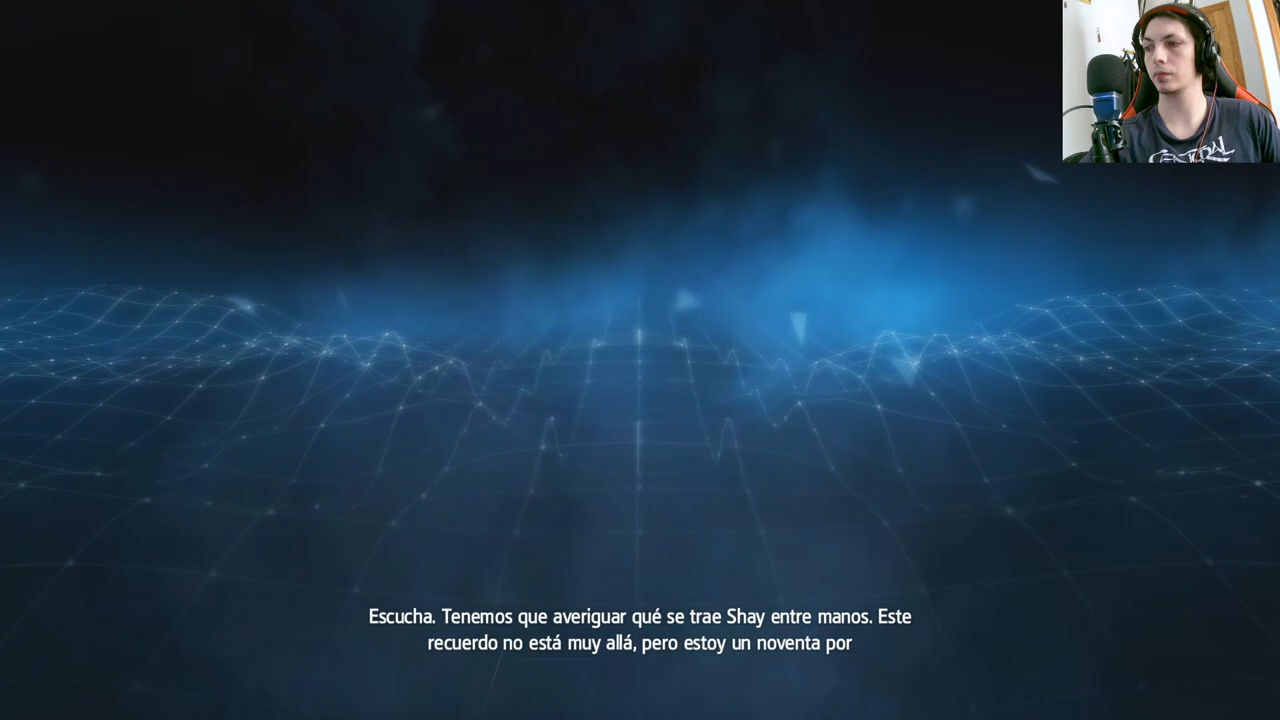 CENTRAL
Escucha. Tenemos que averiguar qué se trae Shay entre manos. Este
recuerdo no está muy allá, pero estoy un noventa por